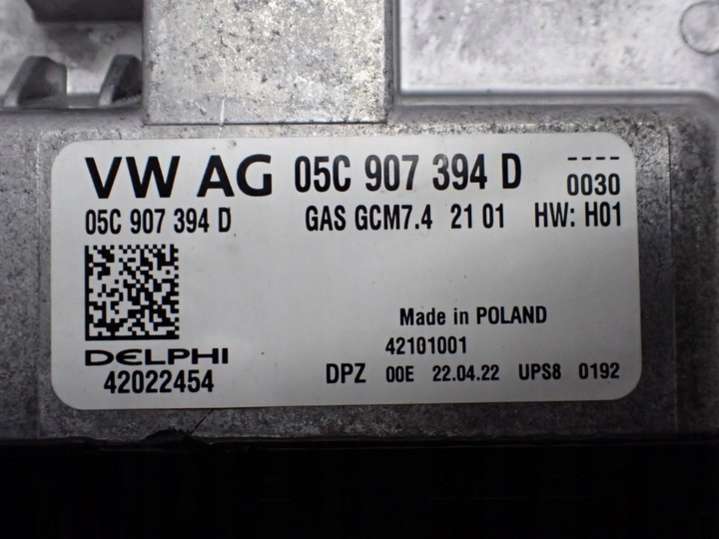 VW AG 05C 907 394 D ----
0030
05C 907 394 D GAS GCM7.4 21 01 HW: H01
Made in POLAND
DELPHI 42101001
42022454 DPZ 00E 22.04.22 UPS8 0192